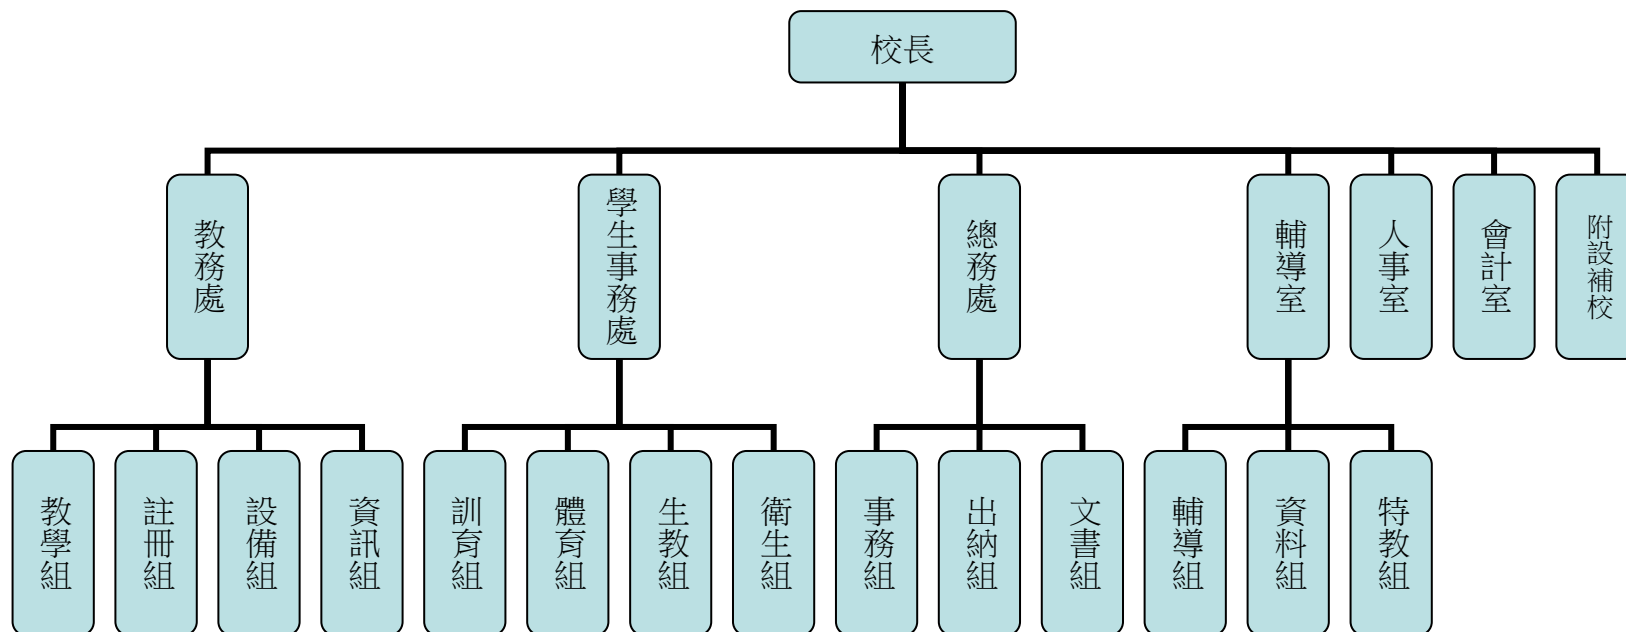 校長
教務處
學生事務處
總務處
輔導室
人事室
會計室
附設補校
教學組
註冊組
設備組
資訊組
訓育組
體育組
生教組
衛生組
事務組
出納組
文書組
輔導組
資料組
特教組